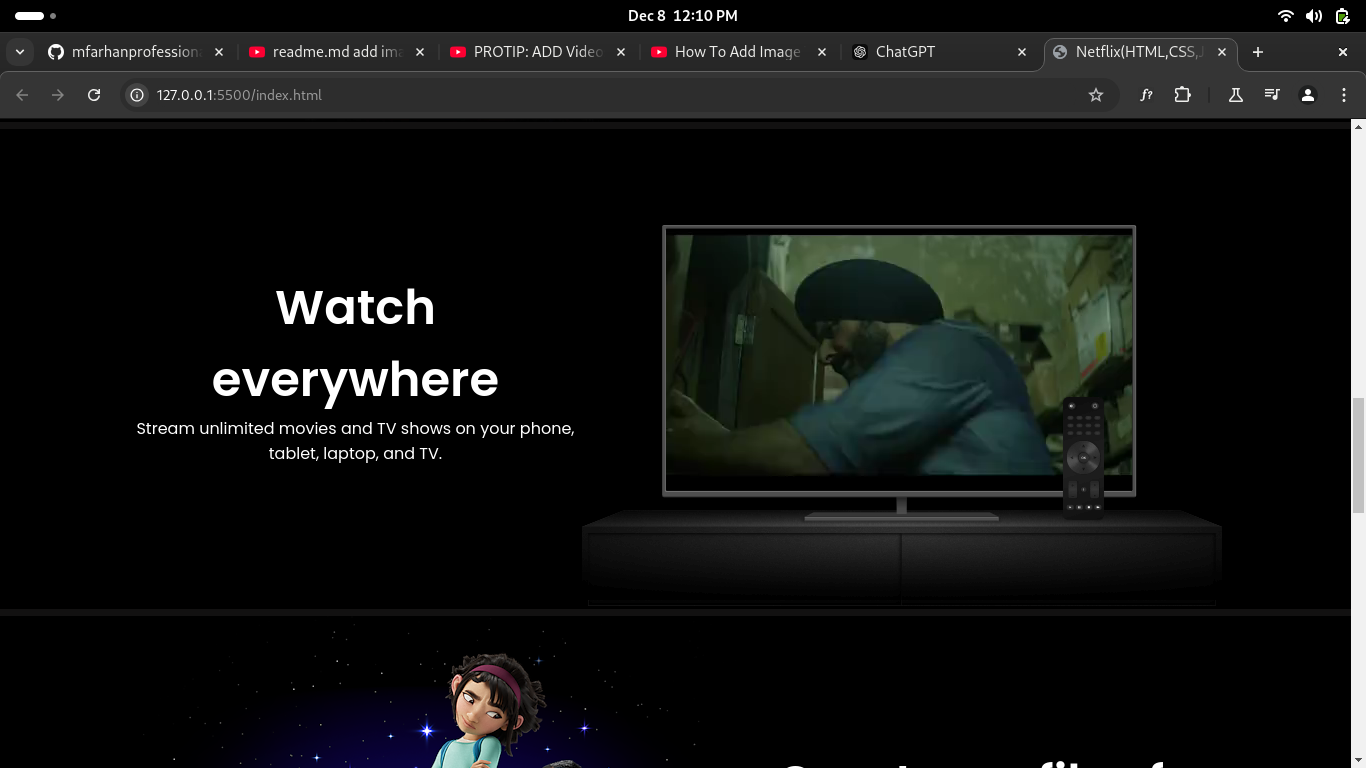 Dec 8 12:10 PM
mfarhanprofessiona
readme.md add ima
PROTIP: ADD Video
How To Add Image
ChatGPT
Netflix(HTML,CSS,J
127.0.0.1:5500/index.html
f?
Watch
everywhere
Stream unlimited movies and TV shows on your phone,
tablet, laptop, and TV.